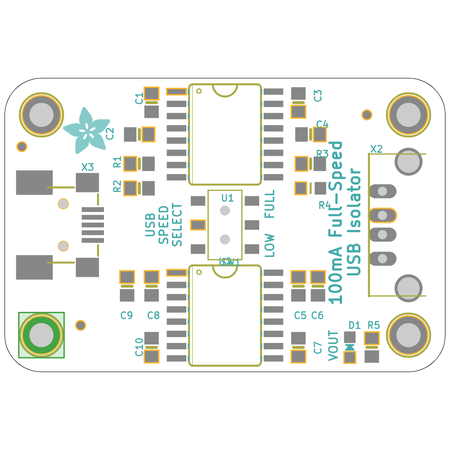 C1
C3
C2
C4
X3
R1
R3
X2
R2
R4
U1
FULL
LOW
USB
SPEED
SELECT
100mA Full-Speed
USB Isolator
C9
C8
C5
C6
C10
C7
VOUT
D1
R5